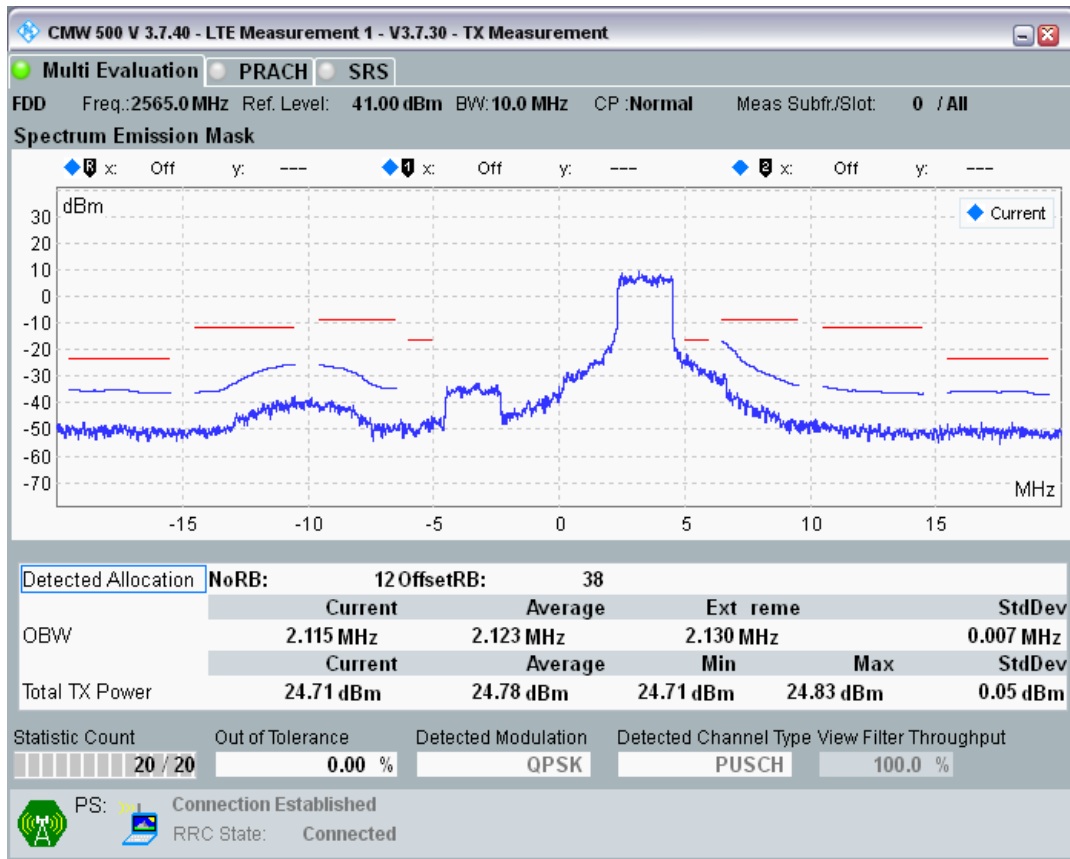 CMW 500 V 3.7.40 - LTE Measurement 1 - V3.7.30 - TX Measurement
Multi Evaluation PRACH SRS
FDD Freq.:2565.0 MHz Ref. Level: 41.00 dBm BW:10.0 MHz CP :Normal Meas Subfr./Slot: 0 / All
Spectrum Emission Mask
R x: Off y: --- 1 x: Off y: --- 2 x: Off y: ---
dBm
Current
30
20
10
0
-10
-20
-30
-40
-50
-60
-70
MHz
-15 -10 -5 0 5 10 15
Detected Allocation NoRB: 12 OffsetRB: 38
Current Average Ext reme StdDev
OBW 2.115 MHz 2.123 MHz 2.130 MHz 0.007 MHz
Current Average Min Max StdDev
Total TX Power 24.71 dBm 24.78 dBm 24.71 dBm 24.83 dBm 0.05 dBm
Statistic Count Out of Tolerance Detected Modulation Detected Channel Type View Filter Throughput
20 / 20 0.00 % QPSK PUSCH 100.0 %
PS: Connection Established
RRC State: Connected